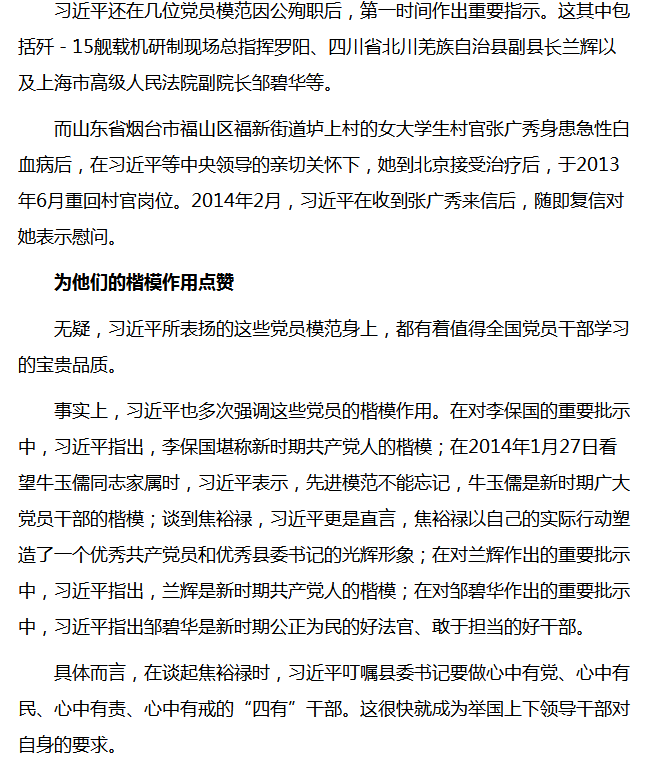 习近平还在几位党员模范因公殉职后，第一时间作出重要指示。这其中包
括歼－15舰载机研制现场总指挥罗阳、四川省北川羌族自治县副县长兰辉以
及上海市高级人民法院副院长邹碧华等。
而山东省烟台市福山区福新街道垆上村的女大学生村官张广秀身患急性白
血病后，在习近平等中央领导的亲切关怀下，她到北京接受治疗后，于2013
年6月重回村官岗位。2014年2月，习近平在收到张广秀来信后，随即复信对
她表示慰问。
为他们的楷模作用点赞
无疑，习近平所表扬的这些党员模范身上，都有着值得全国党员干部学习
的宝贵品质。
事实上，习近平也多次强调这些党员的楷模作用。在对李保国的重要批示
中，习近平指出，李保国堪称新时期共产党人的楷模；在2014年1月27日看
望牛玉儒同志家属时，习近平表示，先进模范不能忘记，牛玉儒是新时期广大
党员干部的楷模；谈到焦裕禄，习近平更是直言，焦裕禄以自己的实际行动塑
造了一个优秀共产党员和优秀县委书记的光辉形象；在对兰辉作出的重要批示
中，习近平指出，兰辉是新时期共产党人的楷模；在对邹碧华作出的重要批示
中，习近平指出邹碧华是新时期公正为民的好法官、敢于担当的好干部。
具体而言，在谈起焦裕禄时，习近平叮嘱县委书记要做心中有党、心中有
民、心中有责、心中有戒的“四有”干部。这很快就成为举国上下领导干部对
自身的要求。